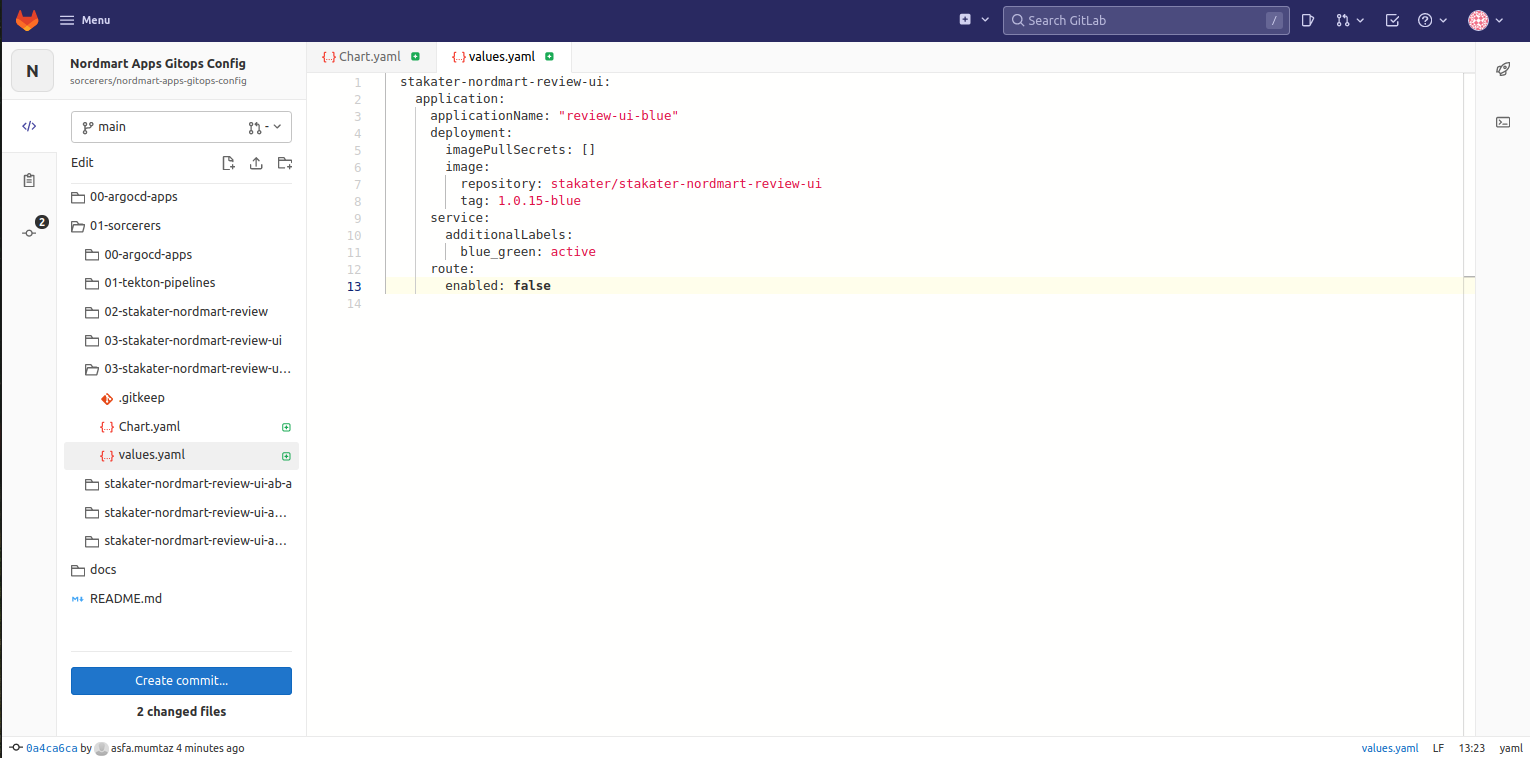 Menu
Search GitLab /
N
Nordmart Apps Gitops Config
sorcerers/nordmart-apps-gitops-config
main
-
Edit
2
00-argocd-apps
01-sorcerers
00-argocd-apps
01-tekton-pipelines
02-stakater-nordmart-review
03-stakater-nordmart-review-ui
03-stakater-nordmart-review-u...
.gitkeep
{..} Chart.yaml
{..} values.yaml
stakater-nordmart-review-ui-ab-a
stakater-nordmart-review-ui-a...
stakater-nordmart-review-ui-a...
docs
M↓ README.md
Create commit...
2 changed files
{..} Chart.yaml
{..} values.yaml
1 stakater-nordmart-review-ui:
2 application:
3 applicationName: "review-ui-blue"
4 deployment:
5 imagePullSecrets: []
6 image:
7 repository: stakater/stakater-nordmart-review-ui
8 tag: 1.0.15-blue
9 service:
10 additionalLabels:
11 blue_green: active
12 route:
13 enabled: false
14
0a4ca6ca by asfa.mumtaz 4 minutes ago
values.yaml LF 13:23 yaml